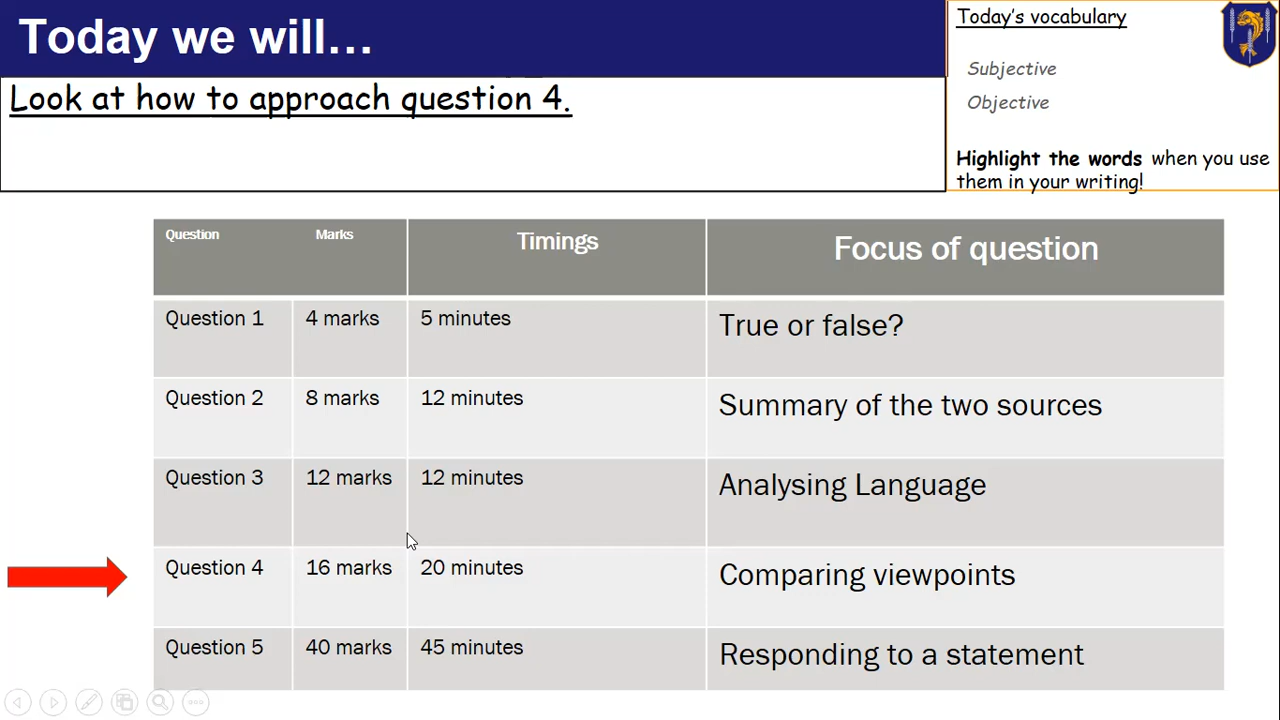 Today we will...
Look at how to approach question 4.
Today's vocabulary
Subjective
Objective
Highlight the words when you use
them in your writing!
Question Marks Timings Focus of question
Question 1 4 marks 5 minutes True or false?
Question 2 8 marks 12 minutes Summary of the two sources
Question 3 12 marks 12 minutes Analysing Language
Question 4 16 marks 20 minutes Comparing viewpoints
Question 5 40 marks 45 minutes Responding to a statement